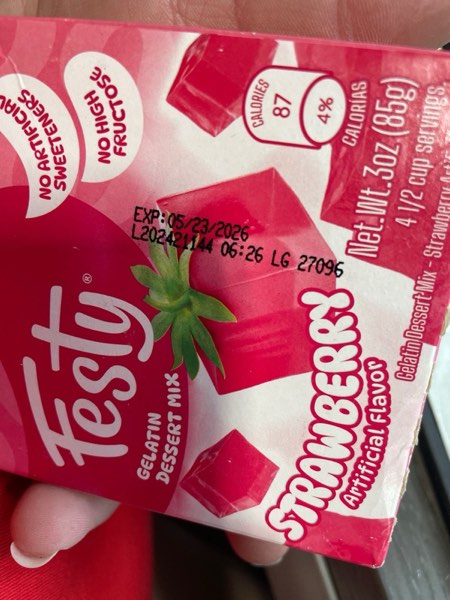 NO ARTIFICIAL
SWEETENERS
NO HIGH
FRUCTOSE
CALORIES
87
4%
CALORIAS
Net.Wt.3oz (85g)
4 1/2 cup servings
EXP:05/23/2026
L202421144 06:26 LG 27096
Festy®
GELATIN
DESSERT MIX
STRAWBERRY
Artificial Flavor
Gelatin Dessert Mix - Strawberry